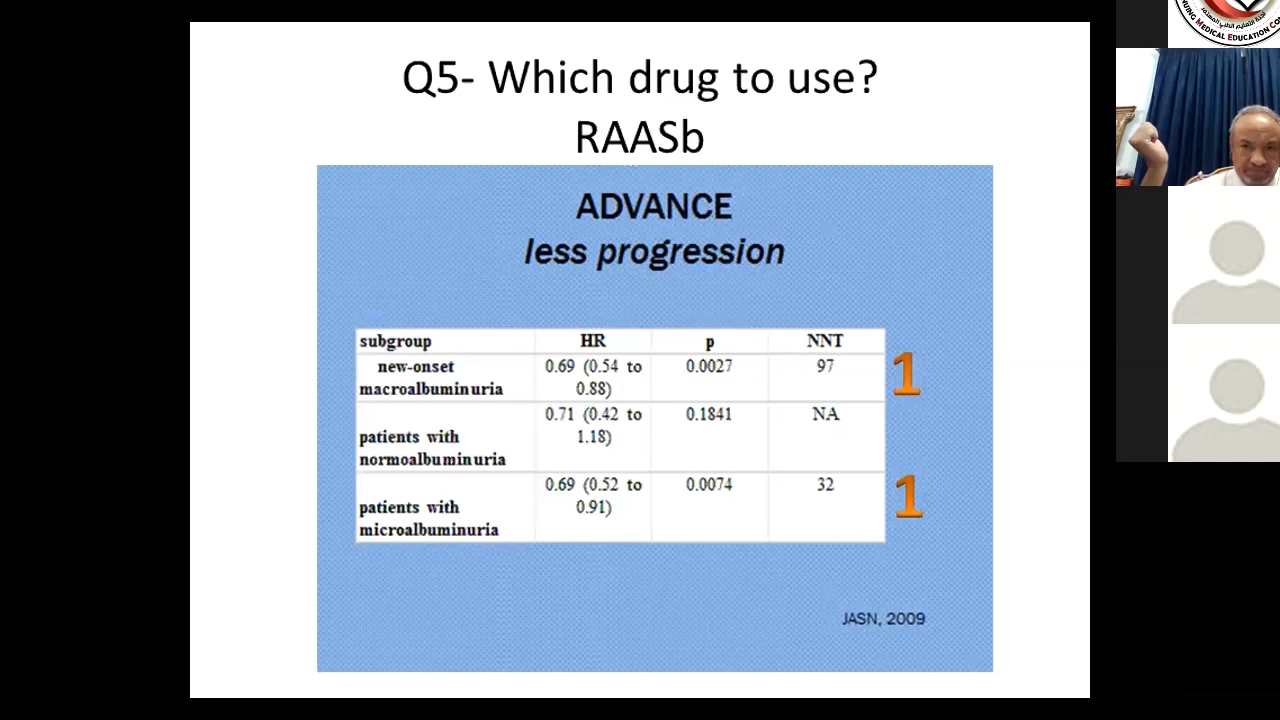 Q5- Which drug to use?
RAASb
ADVANCE
less progression
subgroup HR p NNT
new-onset 0.69 (0.54 to 0.0027 97
macroalbuminuria 0.88)
1
0.71 (0.42 to 0.1841 NA
patients with 1.18)
normoalbuminuria
0.69 (0.52 to 0.0074 32
patients with 0.91)
microalbuminuria
1
JASN, 2009
MEDICAL EDUCATION